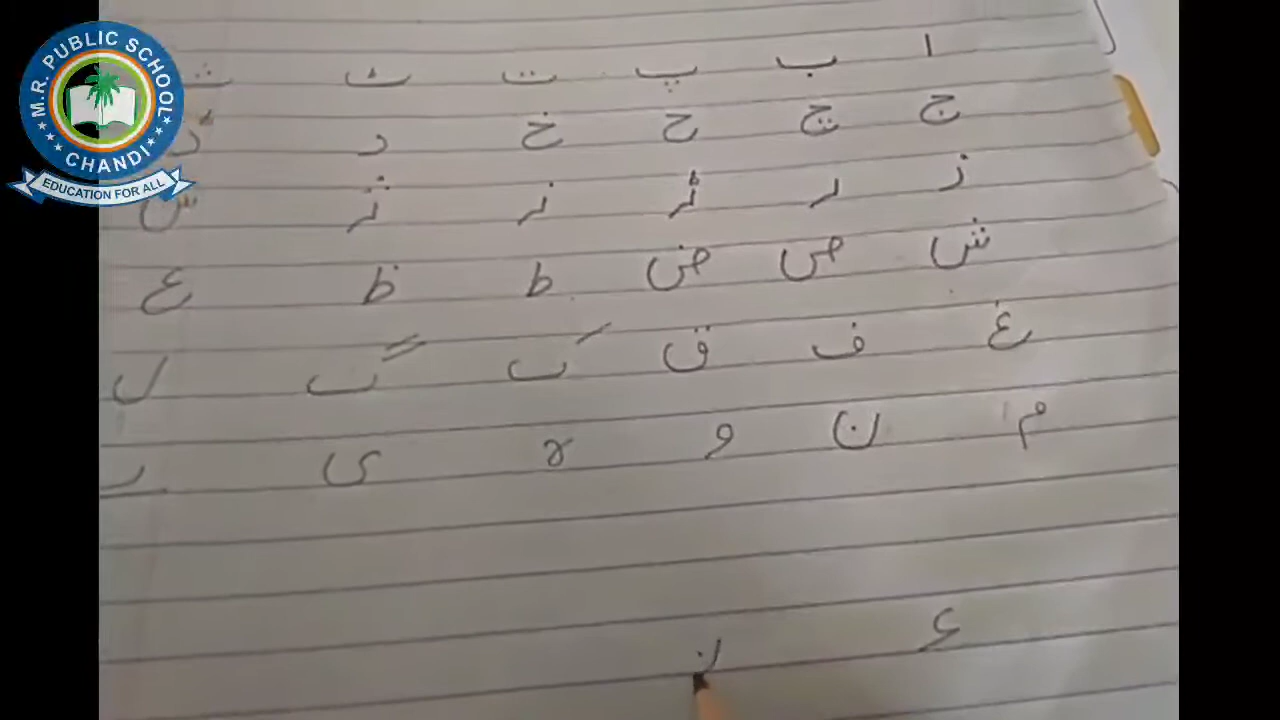 M.R. PUBLIC SCHOOL
CHANDI
EDUCATION FOR ALL
ا ب پ ت ٹ ث
ج چ ح خ د ڈ
ذ ر ڑ ز ژ س
ش ص ض ط ظ ع
غ ف ق ک گ ل
م ن و ہ ی ے
ء